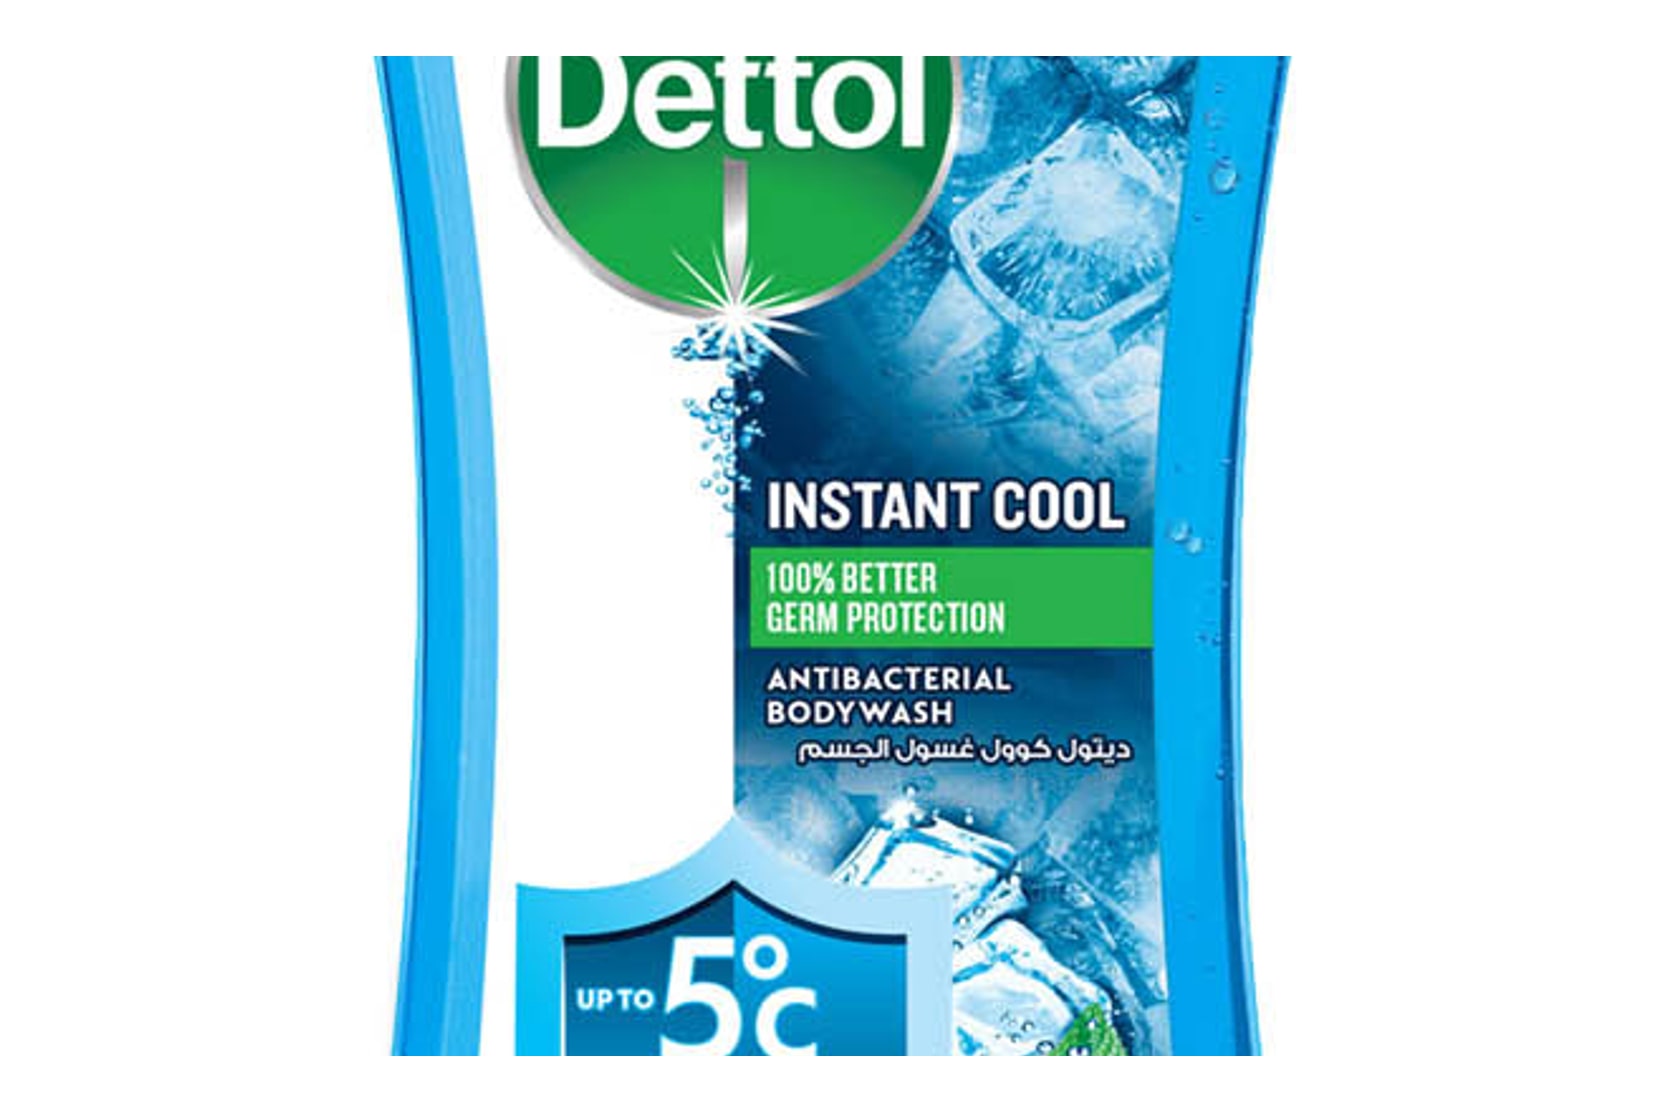 Dettol
INSTANT COOL
100% BETTER
GERM PROTECTION
ANTIBACTERIAL
BODYWASH
ديتول كوول غسول الجسم
UP TO 5°C